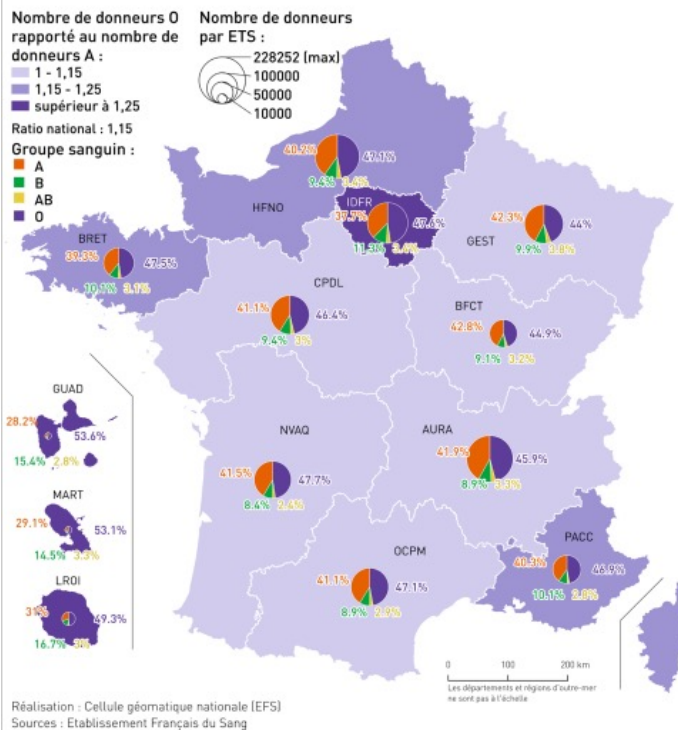 Nombre de donneurs O
rapporté au nombre de
donneurs A :
1 - 1,15
1,15 - 1,25
supérieur à 1,25
Ratio national : 1,15
Groupe sanguin :
A
B
AB
O
Nombre de donneurs
par ETS :
228252 (max)
100000
50000
10000
HFNO
40.2% 47.1%
9.4% 3.4%
IDFR
37.7% 47.6%
11.3% 3.4%
GEST
42.3% 44%
9.9% 3.8%
BRET
39.3% 47.5%
10.1% 3.1%
CPDL
41.1% 46.4%
9.4% 3%
BFCT
42.8% 44.9%
9.1% 3.2%
GUAD
28.2% 53.6%
15.4% 2.8%
MART
29.1% 53.1%
14.5% 3.3%
LROI
31% 49.3%
16.7% 3%
NVAQ
41.5% 47.7%
8.4% 2.4%
AURA
41.9% 45.9%
8.9% 3.3%
OCPM
41.1% 47.1%
8.9% 2.9%
PACC
40.3% 46.9%
10.1% 2.8%
0 100 200 km
Les départements et régions d'outre-mer
ne sont pas à l'échelle
Réalisation : Cellule géomatique nationale (EFS)
Sources : Etablissement Français du Sang